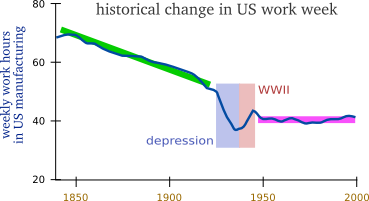 historical change in US work week
80
60
40
20
weekly work hours
in US manufacturing
WWII
depression
1850
1900
1950
2000